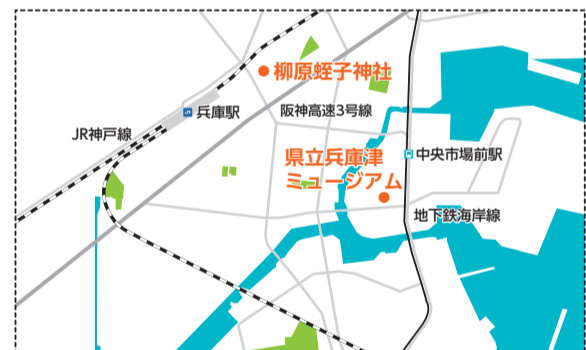 柳原蛭子神社
兵庫駅
阪神高速3号線
JR神戸線
県立兵庫津
ミュージアム
中央市場前駅
地下鉄海岸線